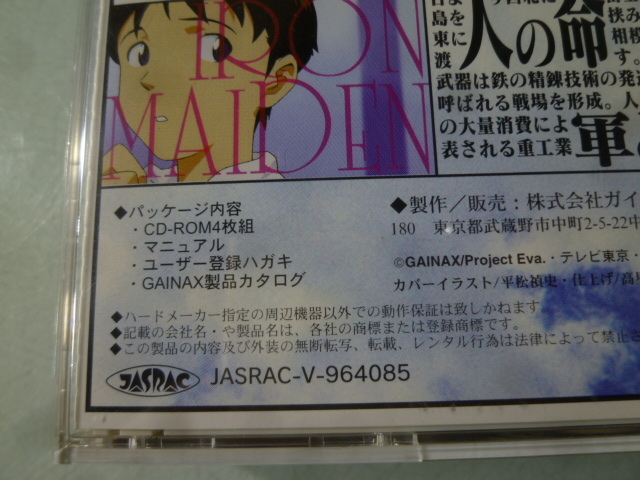 IRON
MAIDEN
島を
東に
渡
人の命
挟み
相模
す。
武器は鉄の精錬技術の発
呼ばれる戦場を形成。人
の大量消費によ
表される重工業
軍
◆パッケージ内容
・CD-ROM4枚組
・マニュアル
・ユーザー登録ハガキ
・GAINAX製品カタログ
◆製作／販売：株式会社ガイ
180 東京都武蔵野市中町2-5-22中
©GAINAX/Project Eva.・テレビ東京・
カバーイラスト/平松禎史・仕上げ/高
◆ハードメーカー指定の周辺機器以外での動作保証は致しかねます
◆記載の会社名・や製品名は、各社の商標または登録商標です。
◆この製品の内容及び外装の無断転写、転載、レンタル行為は法律によって禁止
JASRAC JASRAC-V-964085